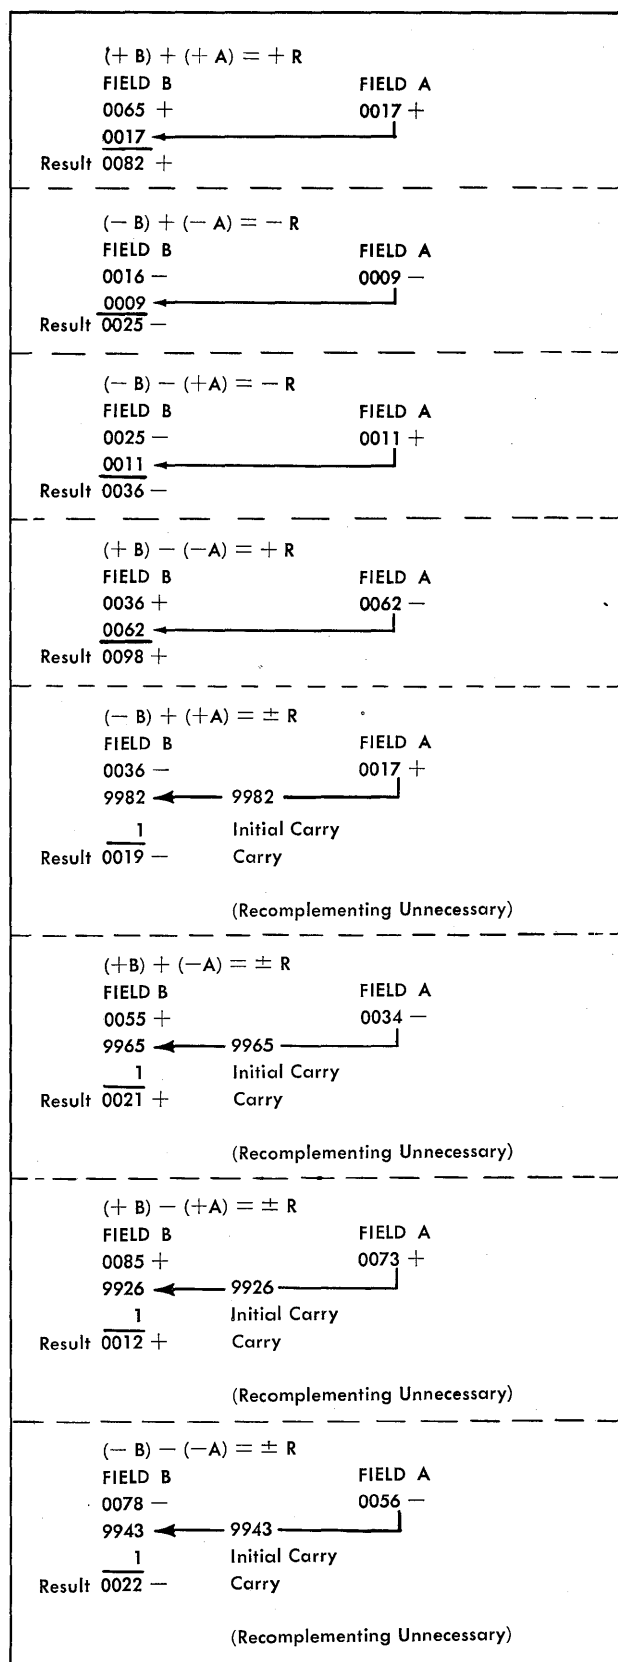 (+ B) + (+ A) = + R
FIELD B FIELD A
0065 + 0017 +
0017
Result 0082 +
(− B) + (− A) = − R
FIELD B FIELD A
0016 − 0009 −
0009
Result 0025 −
(− B) − (+A) = − R
FIELD B FIELD A
0025 − 0011 +
0011
Result 0036 −
(+ B) − (−A) = + R
FIELD B FIELD A
0036 + 0062 −
0062
Result 0098 +
(− B) + (+A) = ± R
FIELD B FIELD A
0036 − 0017 +
9982 9982
1 Initial Carry
Result 0019 − Carry
(Recomplementing Unnecessary)
(+B) + (−A) = ± R
FIELD B FIELD A
0055 + 0034 −
9965 9965
1 Initial Carry
Result 0021 + Carry
(Recomplementing Unnecessary)
(+ B) − (+A) = ± R
FIELD B FIELD A
0085 + 0073 +
9926 9926
1 Initial Carry
Result 0012 + Carry
(Recomplementing Unnecessary)
(− B) − (−A) = ± R
FIELD B FIELD A
0078 − 0056 −
9943 9943
1 Initial Carry
Result 0022 − Carry
(Recomplementing Unnecessary)